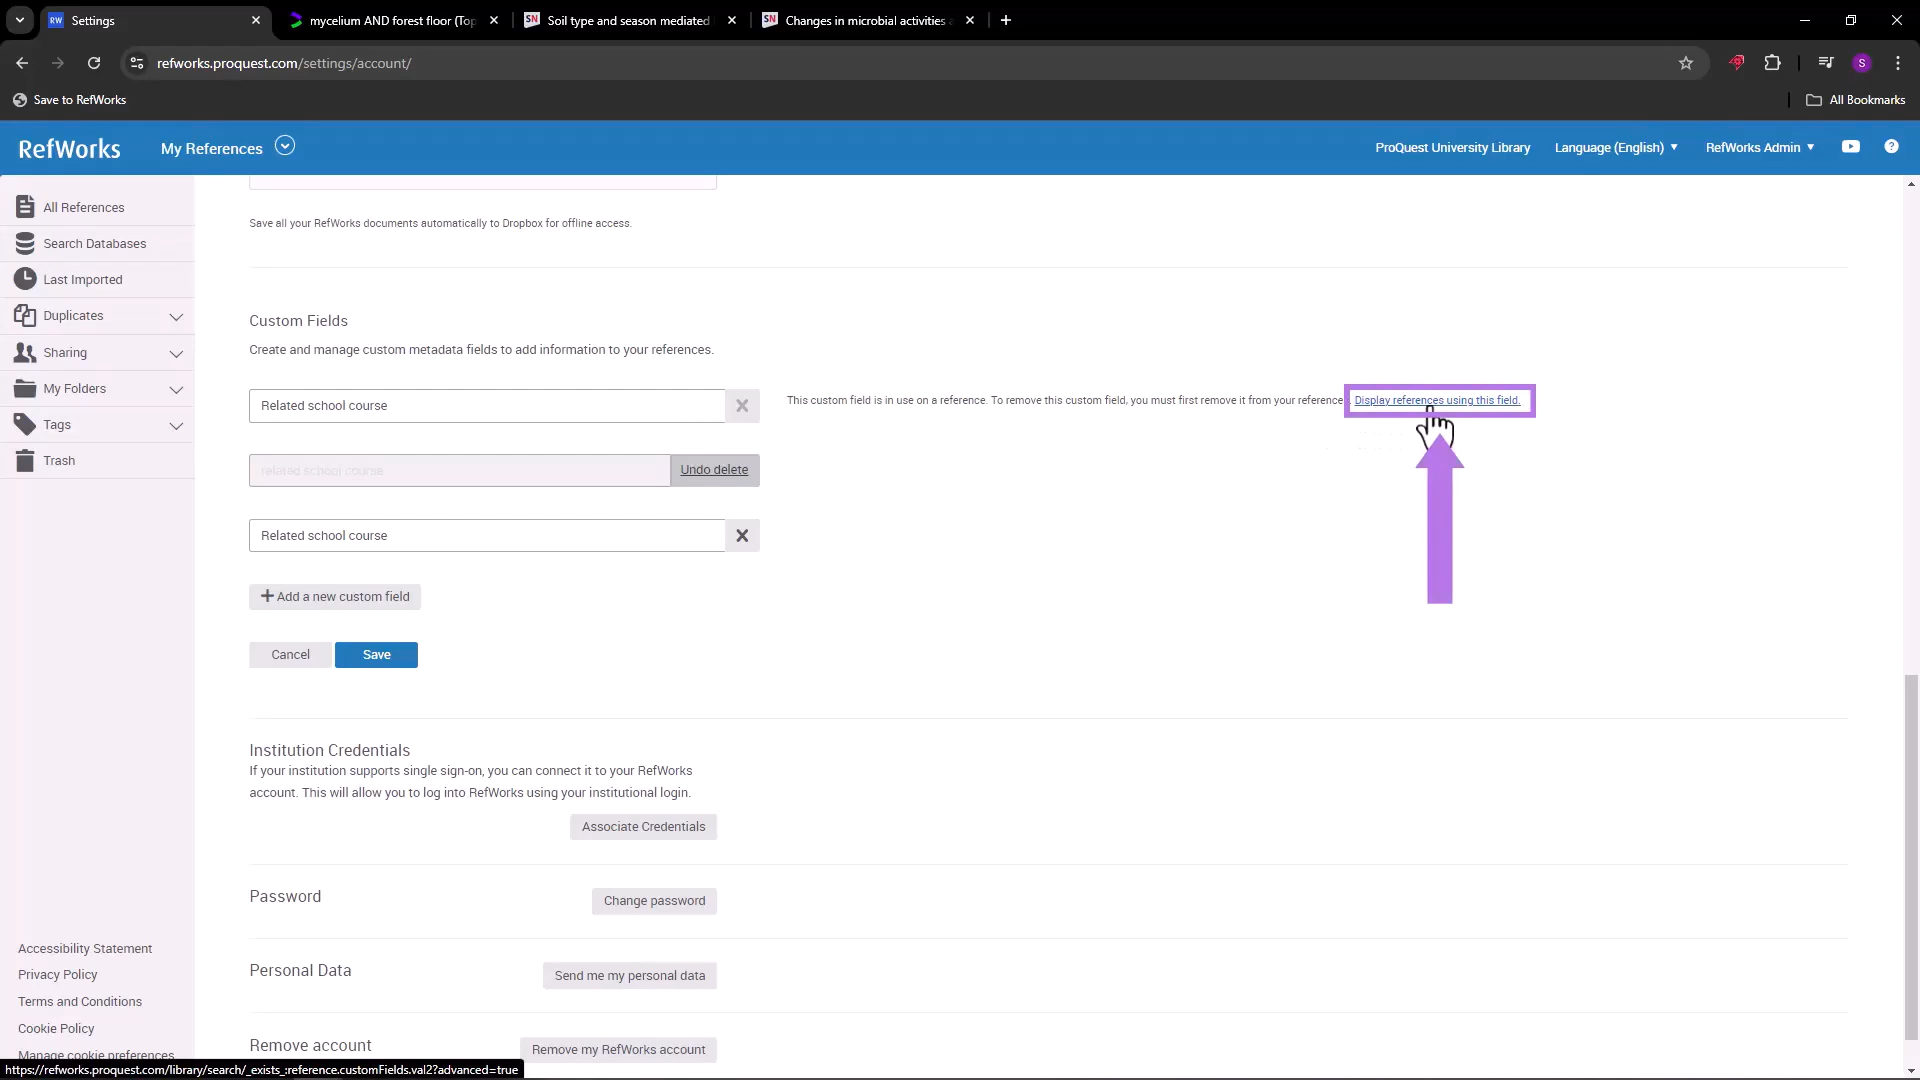 RW Settings
mycelium AND forest floor (Top
SN Soil type and season mediated
SN Changes in microbial activities a
refworks.proquest.com/settings/account/
S
Save to RefWorks
All Bookmarks
RefWorks
My References
ProQuest University Library
Language (English)
RefWorks Admin
?
All References
Search Databases
Last Imported
Duplicates
Sharing
My Folders
Tags
Trash
Save all your RefWorks documents automatically to Dropbox for offline access.
Custom Fields
Create and manage custom metadata fields to add information to your references.
Related school course
This custom field is in use on a reference. To remove this custom field, you must first remove it from your reference
Display references using this field.
related school course
Undo delete
Related school course
Add a new custom field
Cancel
Save
Institution Credentials
If your institution supports single sign-on, you can connect it to your RefWorks
account. This will allow you to log into RefWorks using your institutional login.
Associate Credentials
Password
Change password
Personal Data
Send me my personal data
Remove account
Remove my RefWorks account
Accessibility Statement
Privacy Policy
Terms and Conditions
Cookie Policy
Manage cookie preferences
https://refworks.proquest.com/library/search/_exists_:reference.customFields.val2?advanced=true